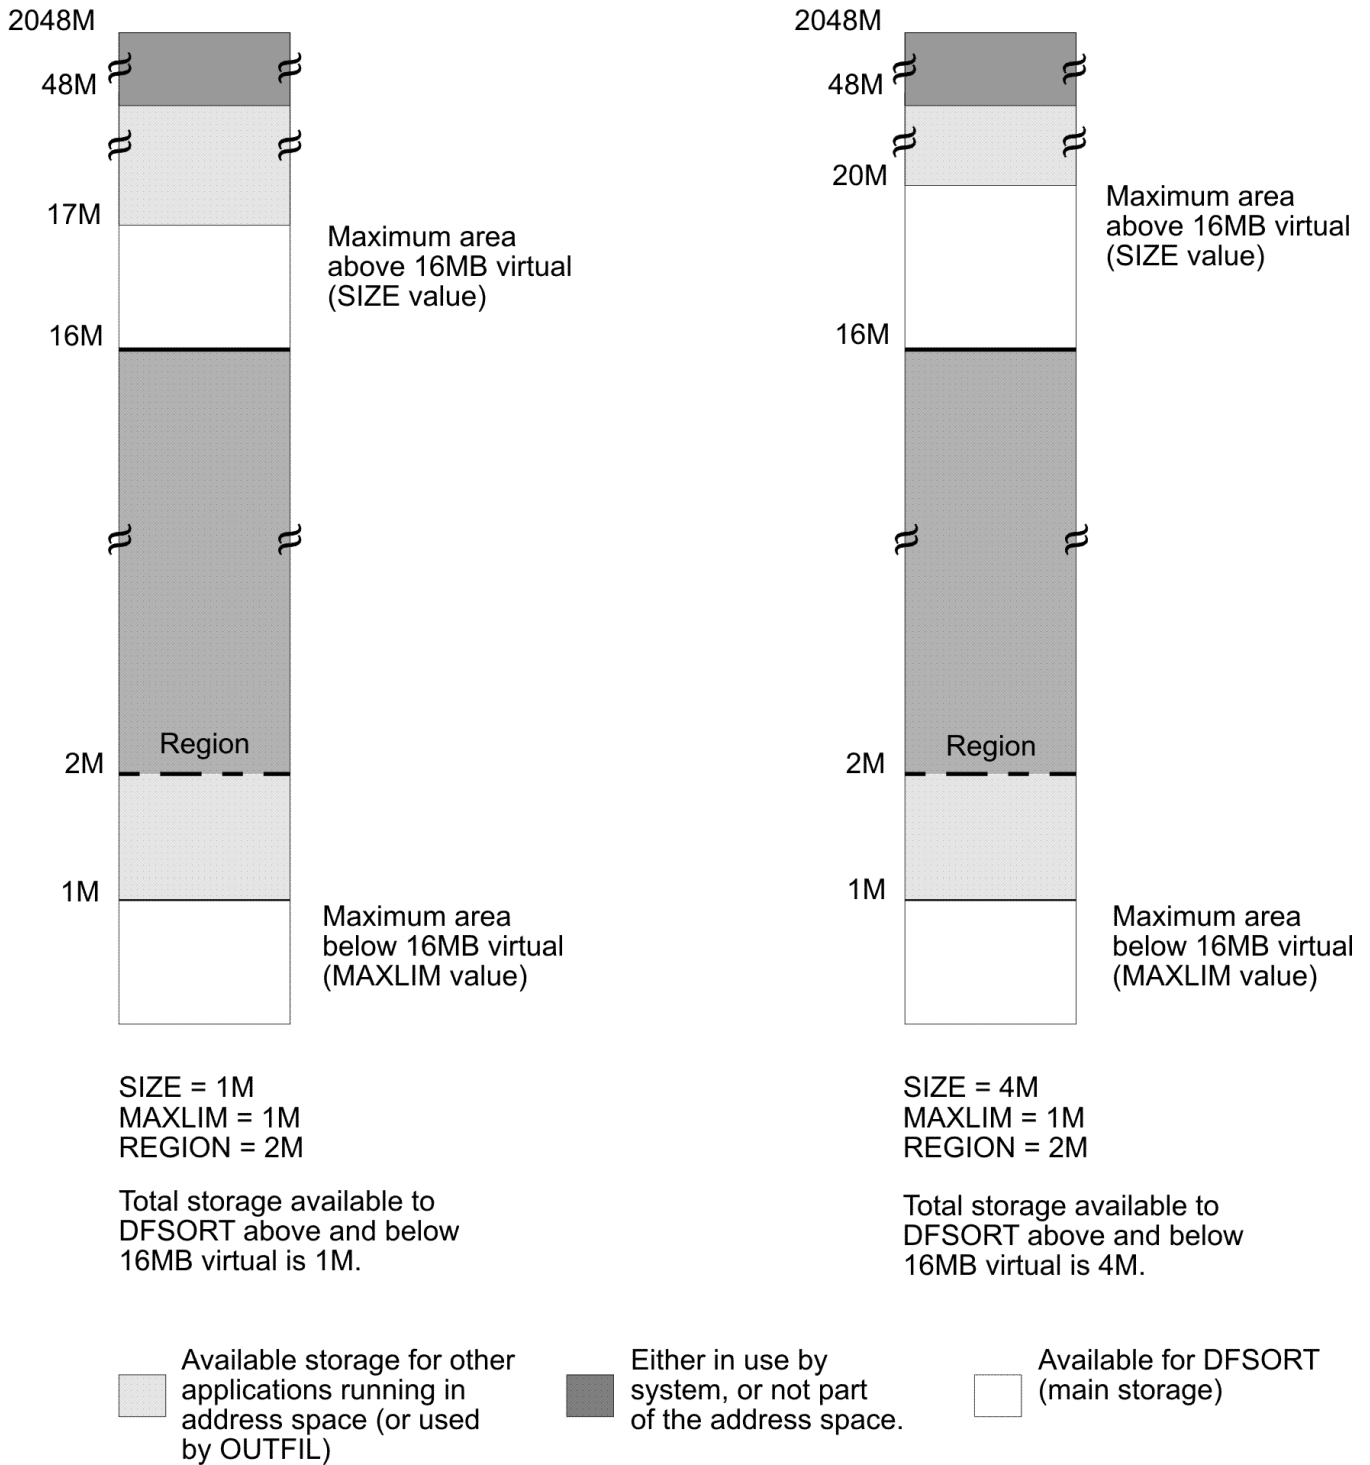 2048M
48M
17M
Maximum area
above 16MB virtual
(SIZE value)
16M
Region
2M
1M
Maximum area
below 16MB virtual
(MAXLIM value)
SIZE = 1M
MAXLIM = 1M
REGION = 2M
Total storage available to
DFSORT above and below
16MB virtual is 1M.
2048M
48M
20M
Maximum area
above 16MB virtual
(SIZE value)
16M
Region
2M
1M
Maximum area
below 16MB virtual
(MAXLIM value)
SIZE = 4M
MAXLIM = 1M
REGION = 2M
Total storage available to
DFSORT above and below
16MB virtual is 4M.
Available storage for other
applications running in
address space (or used
by OUTFIL)
Either in use by
system, or not part
of the address space.
Available for DFSORT
(main storage)